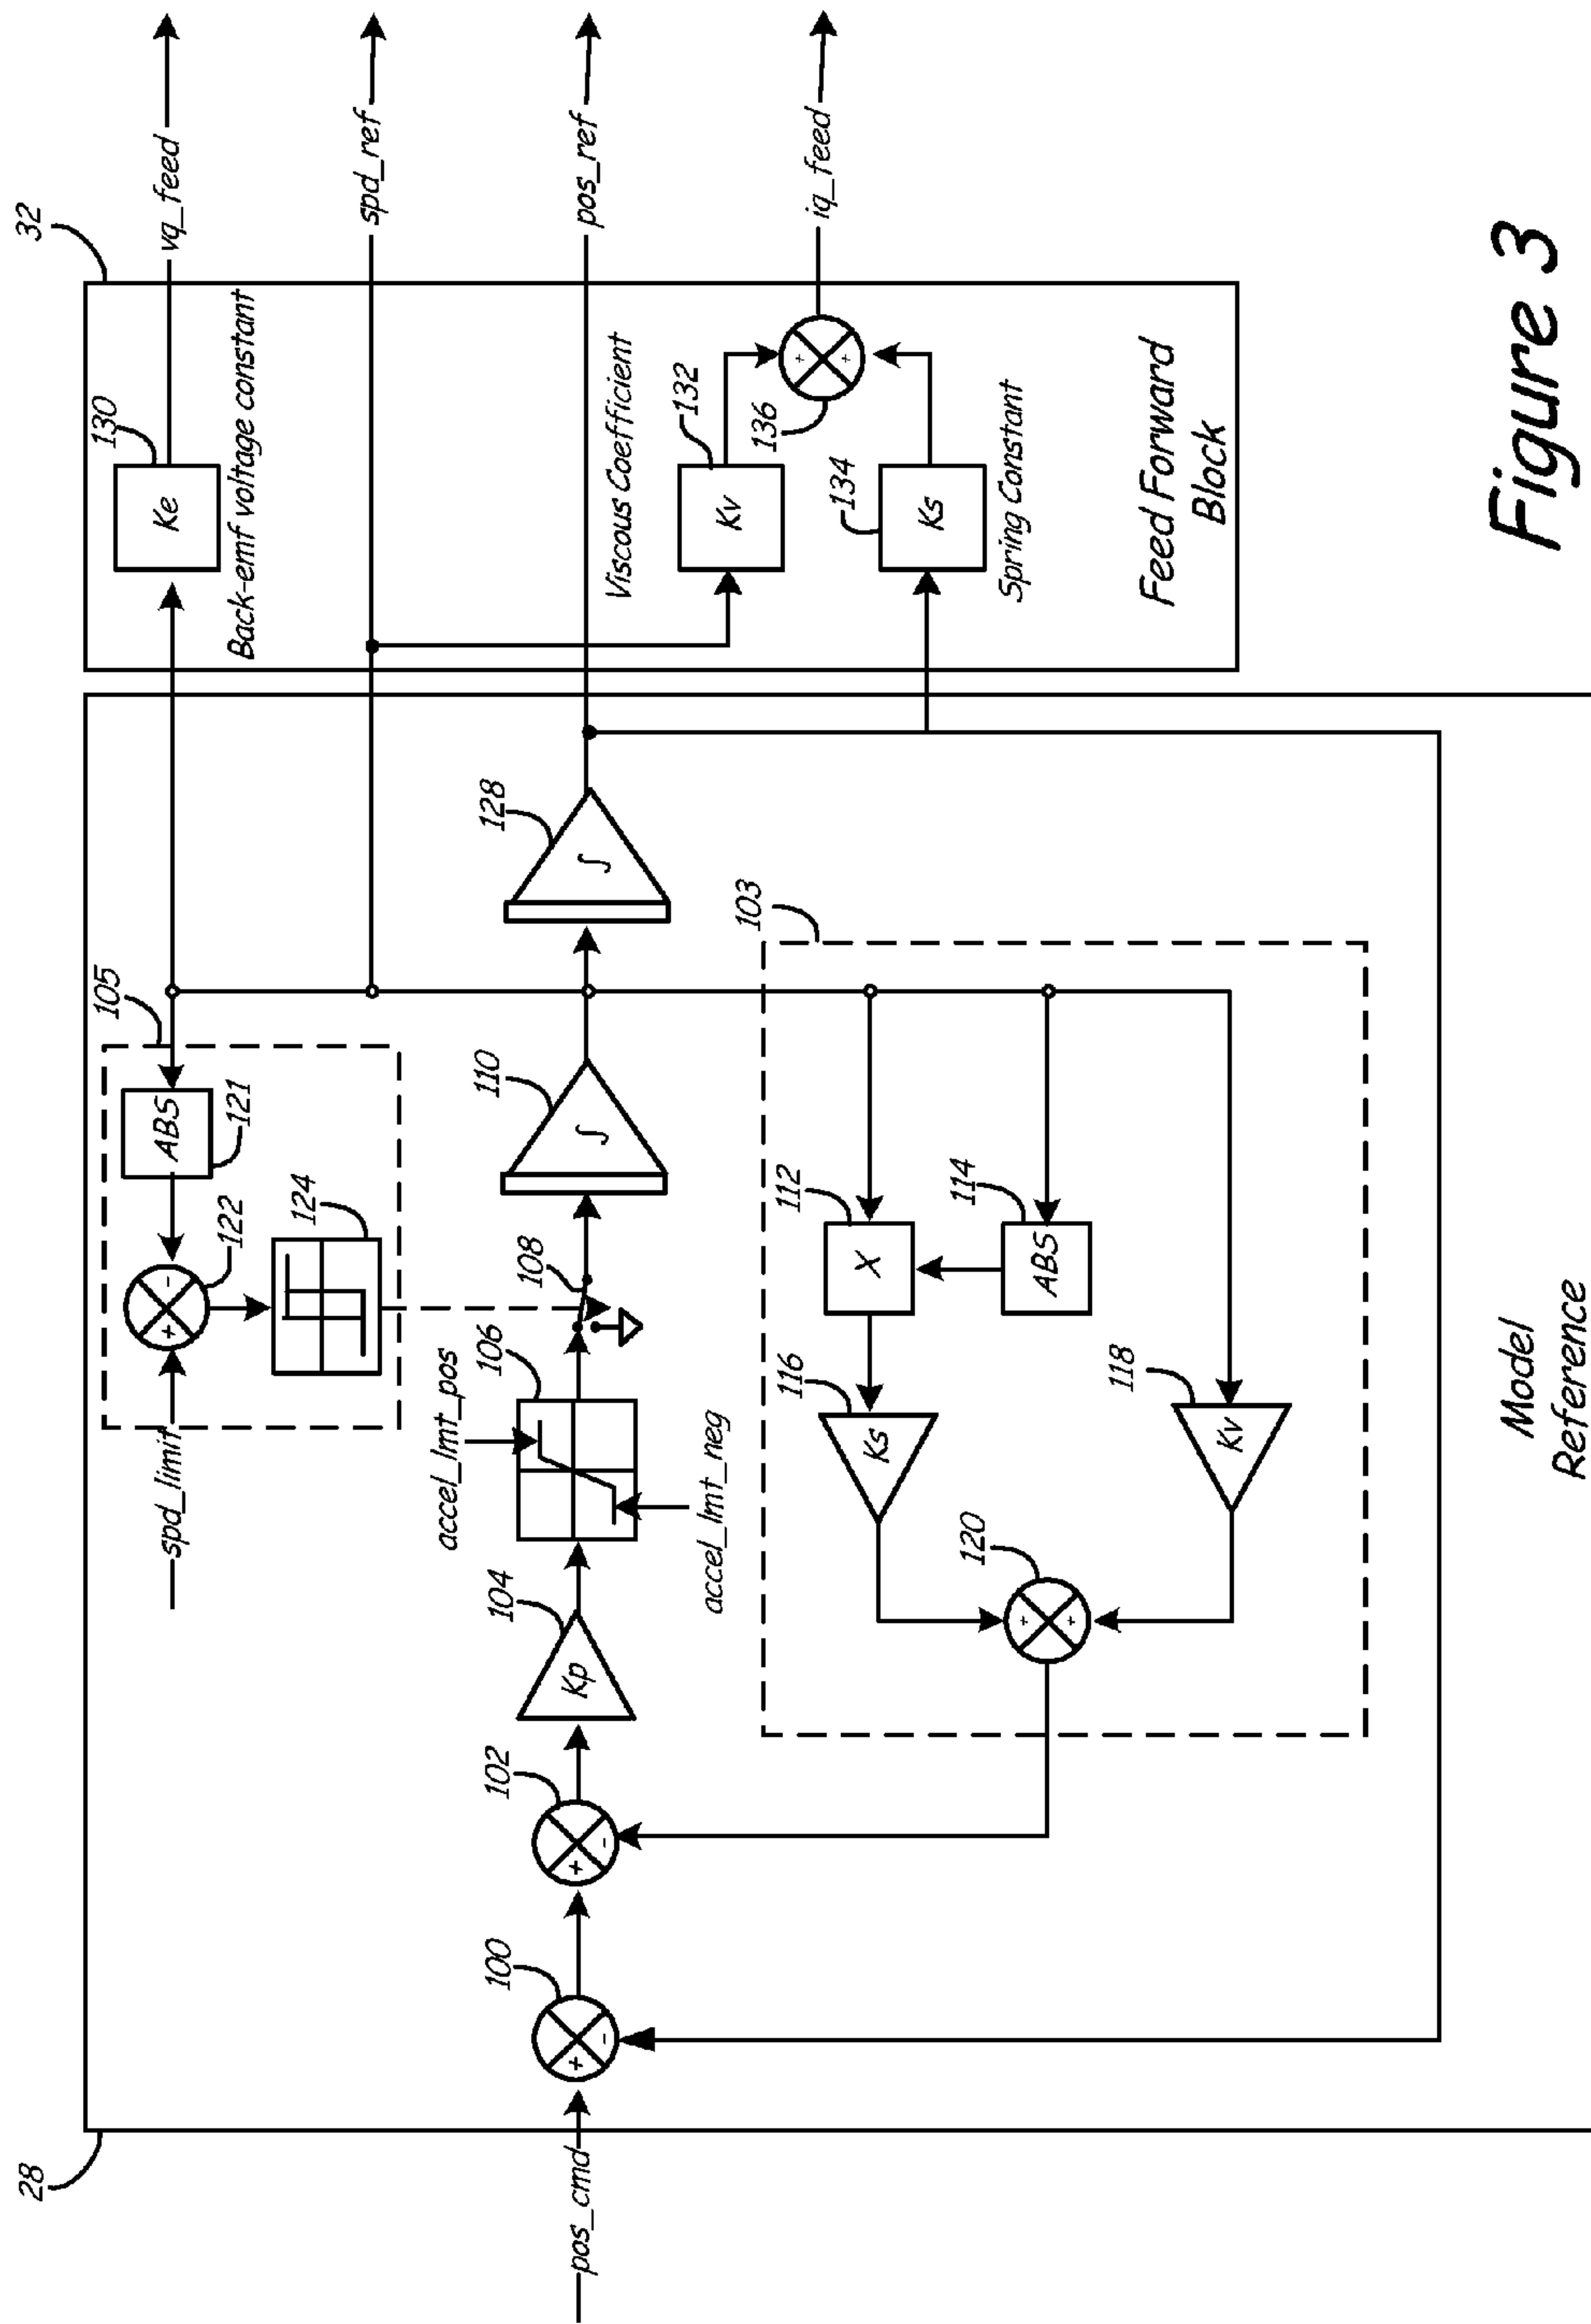 28
pos_cmd
100
102
Kp
104
accel_lmt_pos
106
accel_lmt_neg
108
∫
110
∫
128
spd_limit
122
124
ABS
121
105
103
X
112
ABS
114
Ks
116
Kv
118
120
+
-
+
-
+
-
+
+
Model
Reference
32
Ke
130
Back-emf voltage constant
Viscous Coefficient
Kv
132
136
+
+
134
Ks
Spring Constant
Feed Forward
Block
vq_feed
spd_ref
pos_ref
iq_feed
Figure 3